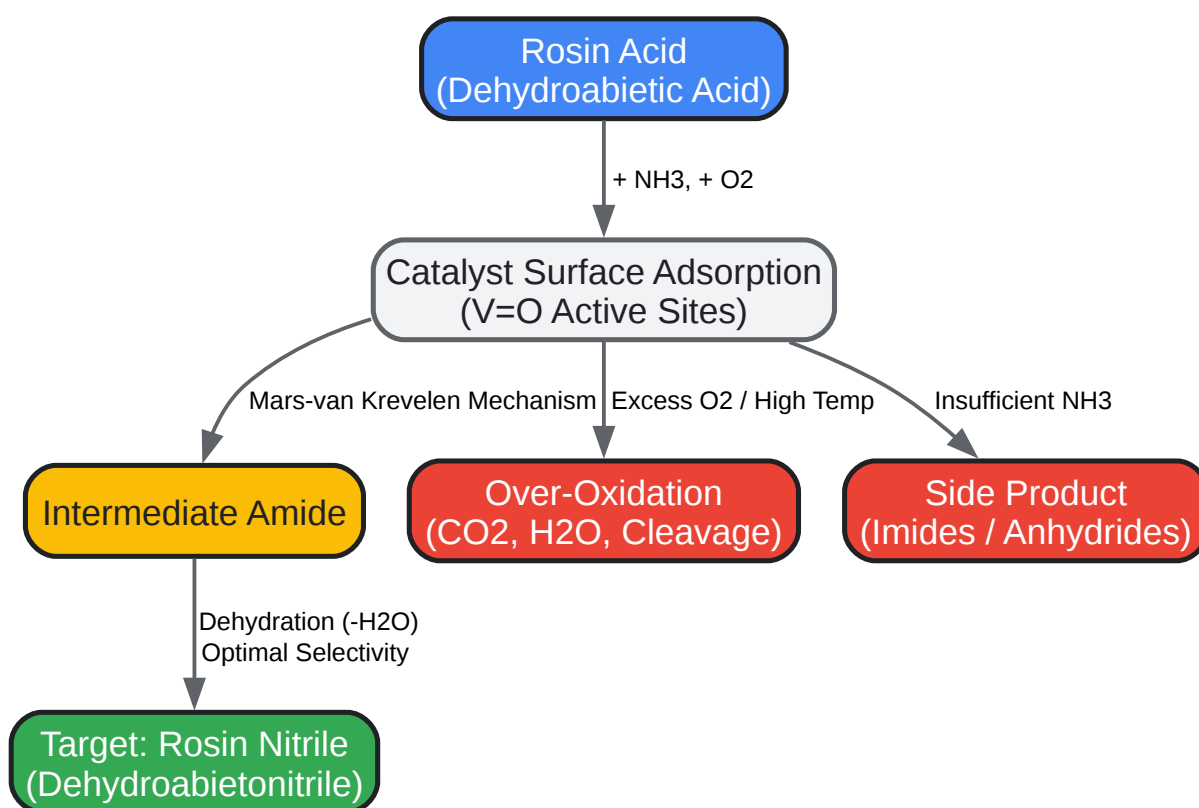 Rosin Acid
(Dehydroabietic Acid)
+ NH3, + O2
Catalyst Surface Adsorption
(V=O Active Sites)
Mars-van Krevelen Mechanism
Excess O2 / High Temp
Insufficient NH3
Intermediate Amide
Over-Oxidation
(CO2, H2O, Cleavage)
Side Product
(Imides / Anhydrides)
Dehydration (-H2O)
Optimal Selectivity
Target: Rosin Nitrile
(Dehydroabietonitrile)